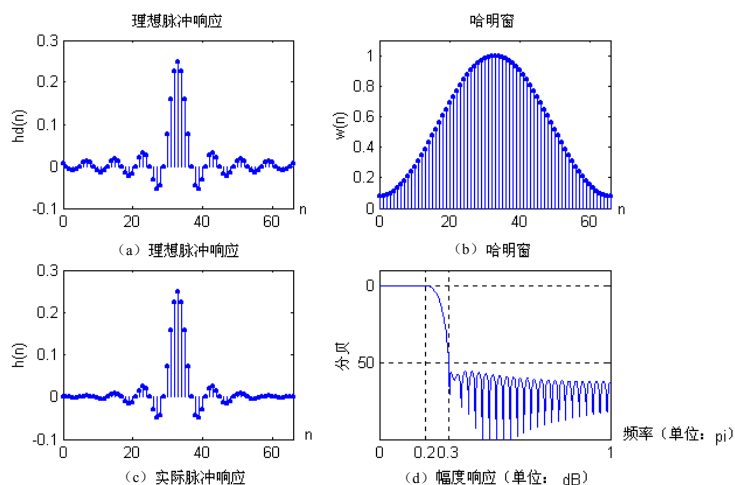 理想脉冲响应
哈明窗
0.3
0.2
0.1
0
-0.1
hd(n)
0 20 40 60 n
1
0.8
0.6
0.4
0.2
0
w(n)
0 20 40 60 n
（a）理想脉冲响应
（b）哈明窗
0.3
0.2
0.1
0
-0.1
h(n)
0 20 40 60
n
0
50
分贝
0 0.20.3 1
频率（单位：pi）
（c）实际脉冲响应
（d）幅度响应（单位： dB）